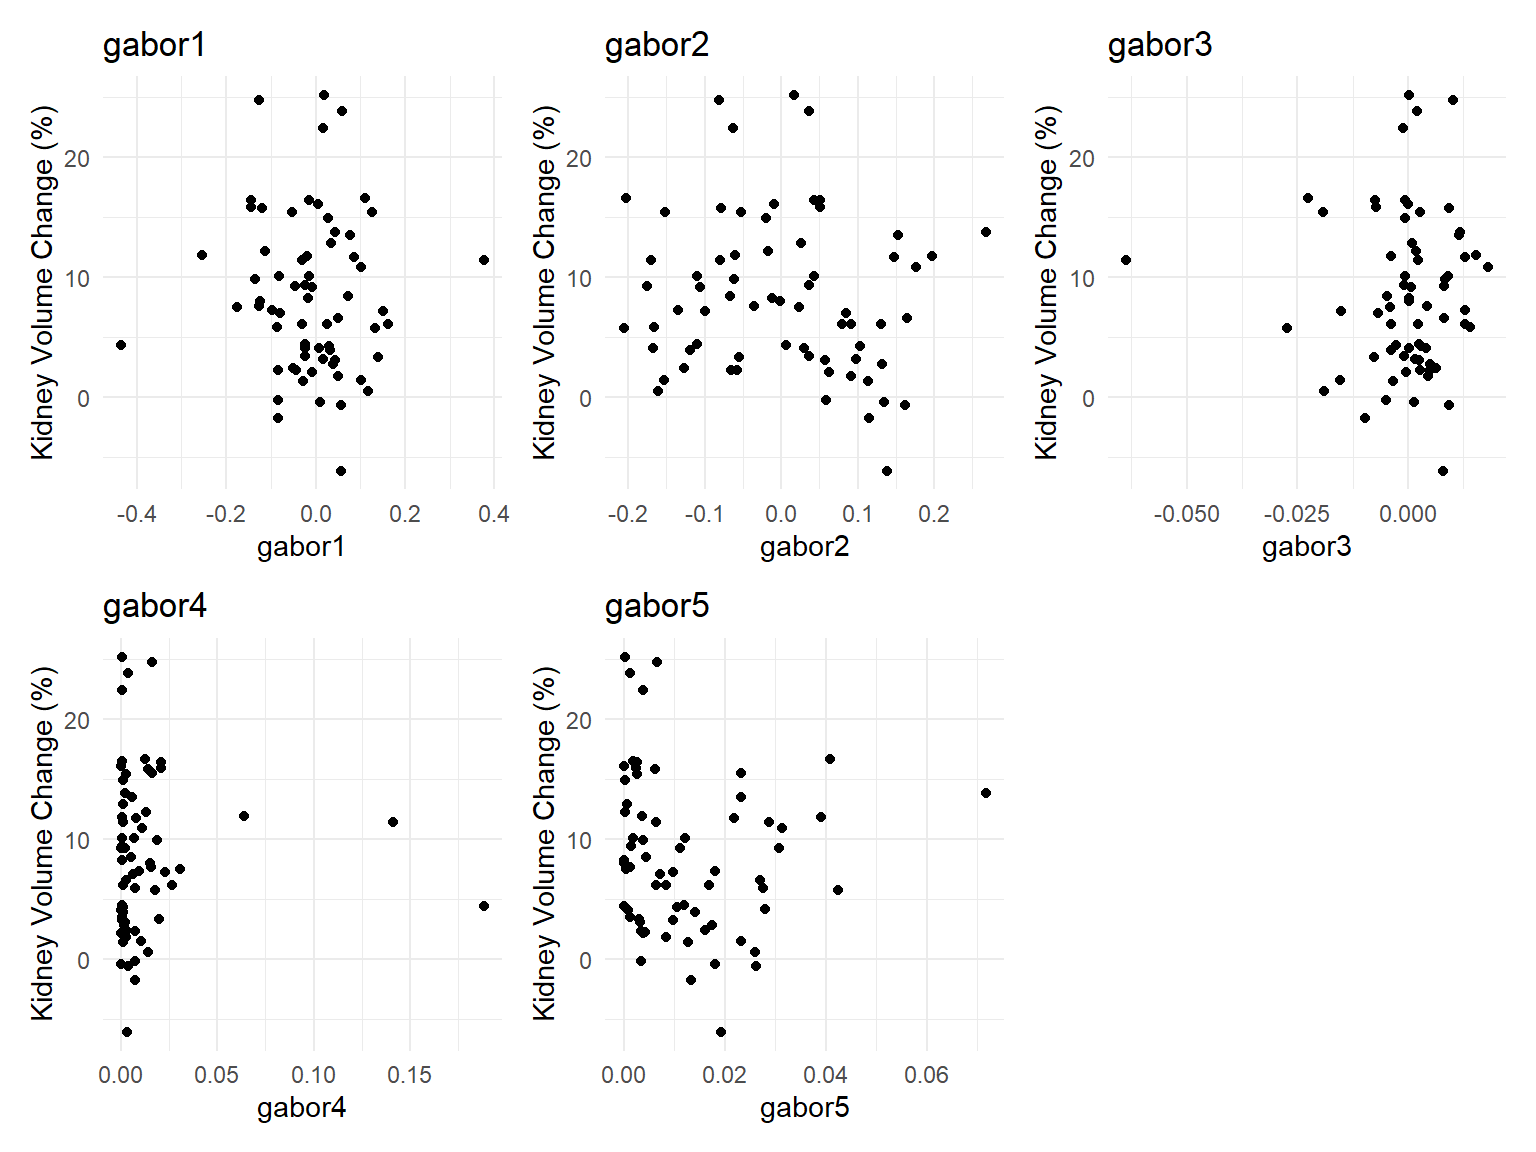 gabor1
Kidney Volume Change (%)
20
10
0
-0.4 -0.2 0.0 0.2 0.4
gabor1
gabor2
Kidney Volume Change (%)
20
10
0
-0.2 -0.1 0.0 0.1 0.2
gabor2
gabor3
Kidney Volume Change (%)
20
10
0
-0.050 -0.025 0.000
gabor3
gabor4
Kidney Volume Change (%)
20
10
0
0.00 0.05 0.10 0.15
gabor4
gabor5
Kidney Volume Change (%)
20
10
0
0.00 0.02 0.04 0.06
gabor5